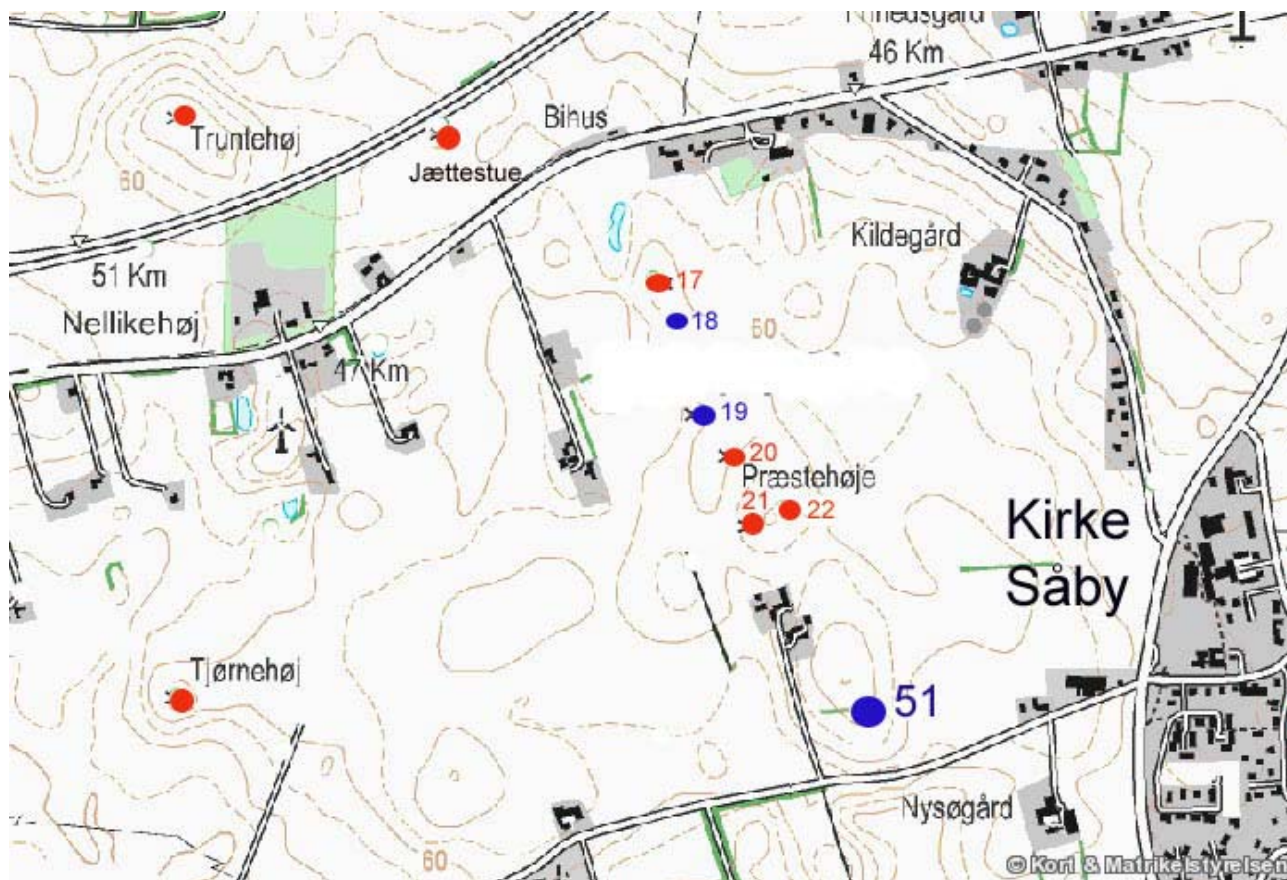 46 Km
1
Bihus
Truntehøj
60
Jættestue
Kildegård
51 Km
17
Nellikehøj
18
60
47 Km
19
20
Præstehøje
21
22
Kirke
Såby
Tjørnehøj
51
Nysøgård
60
© Kort & Matrikelstyrelsen